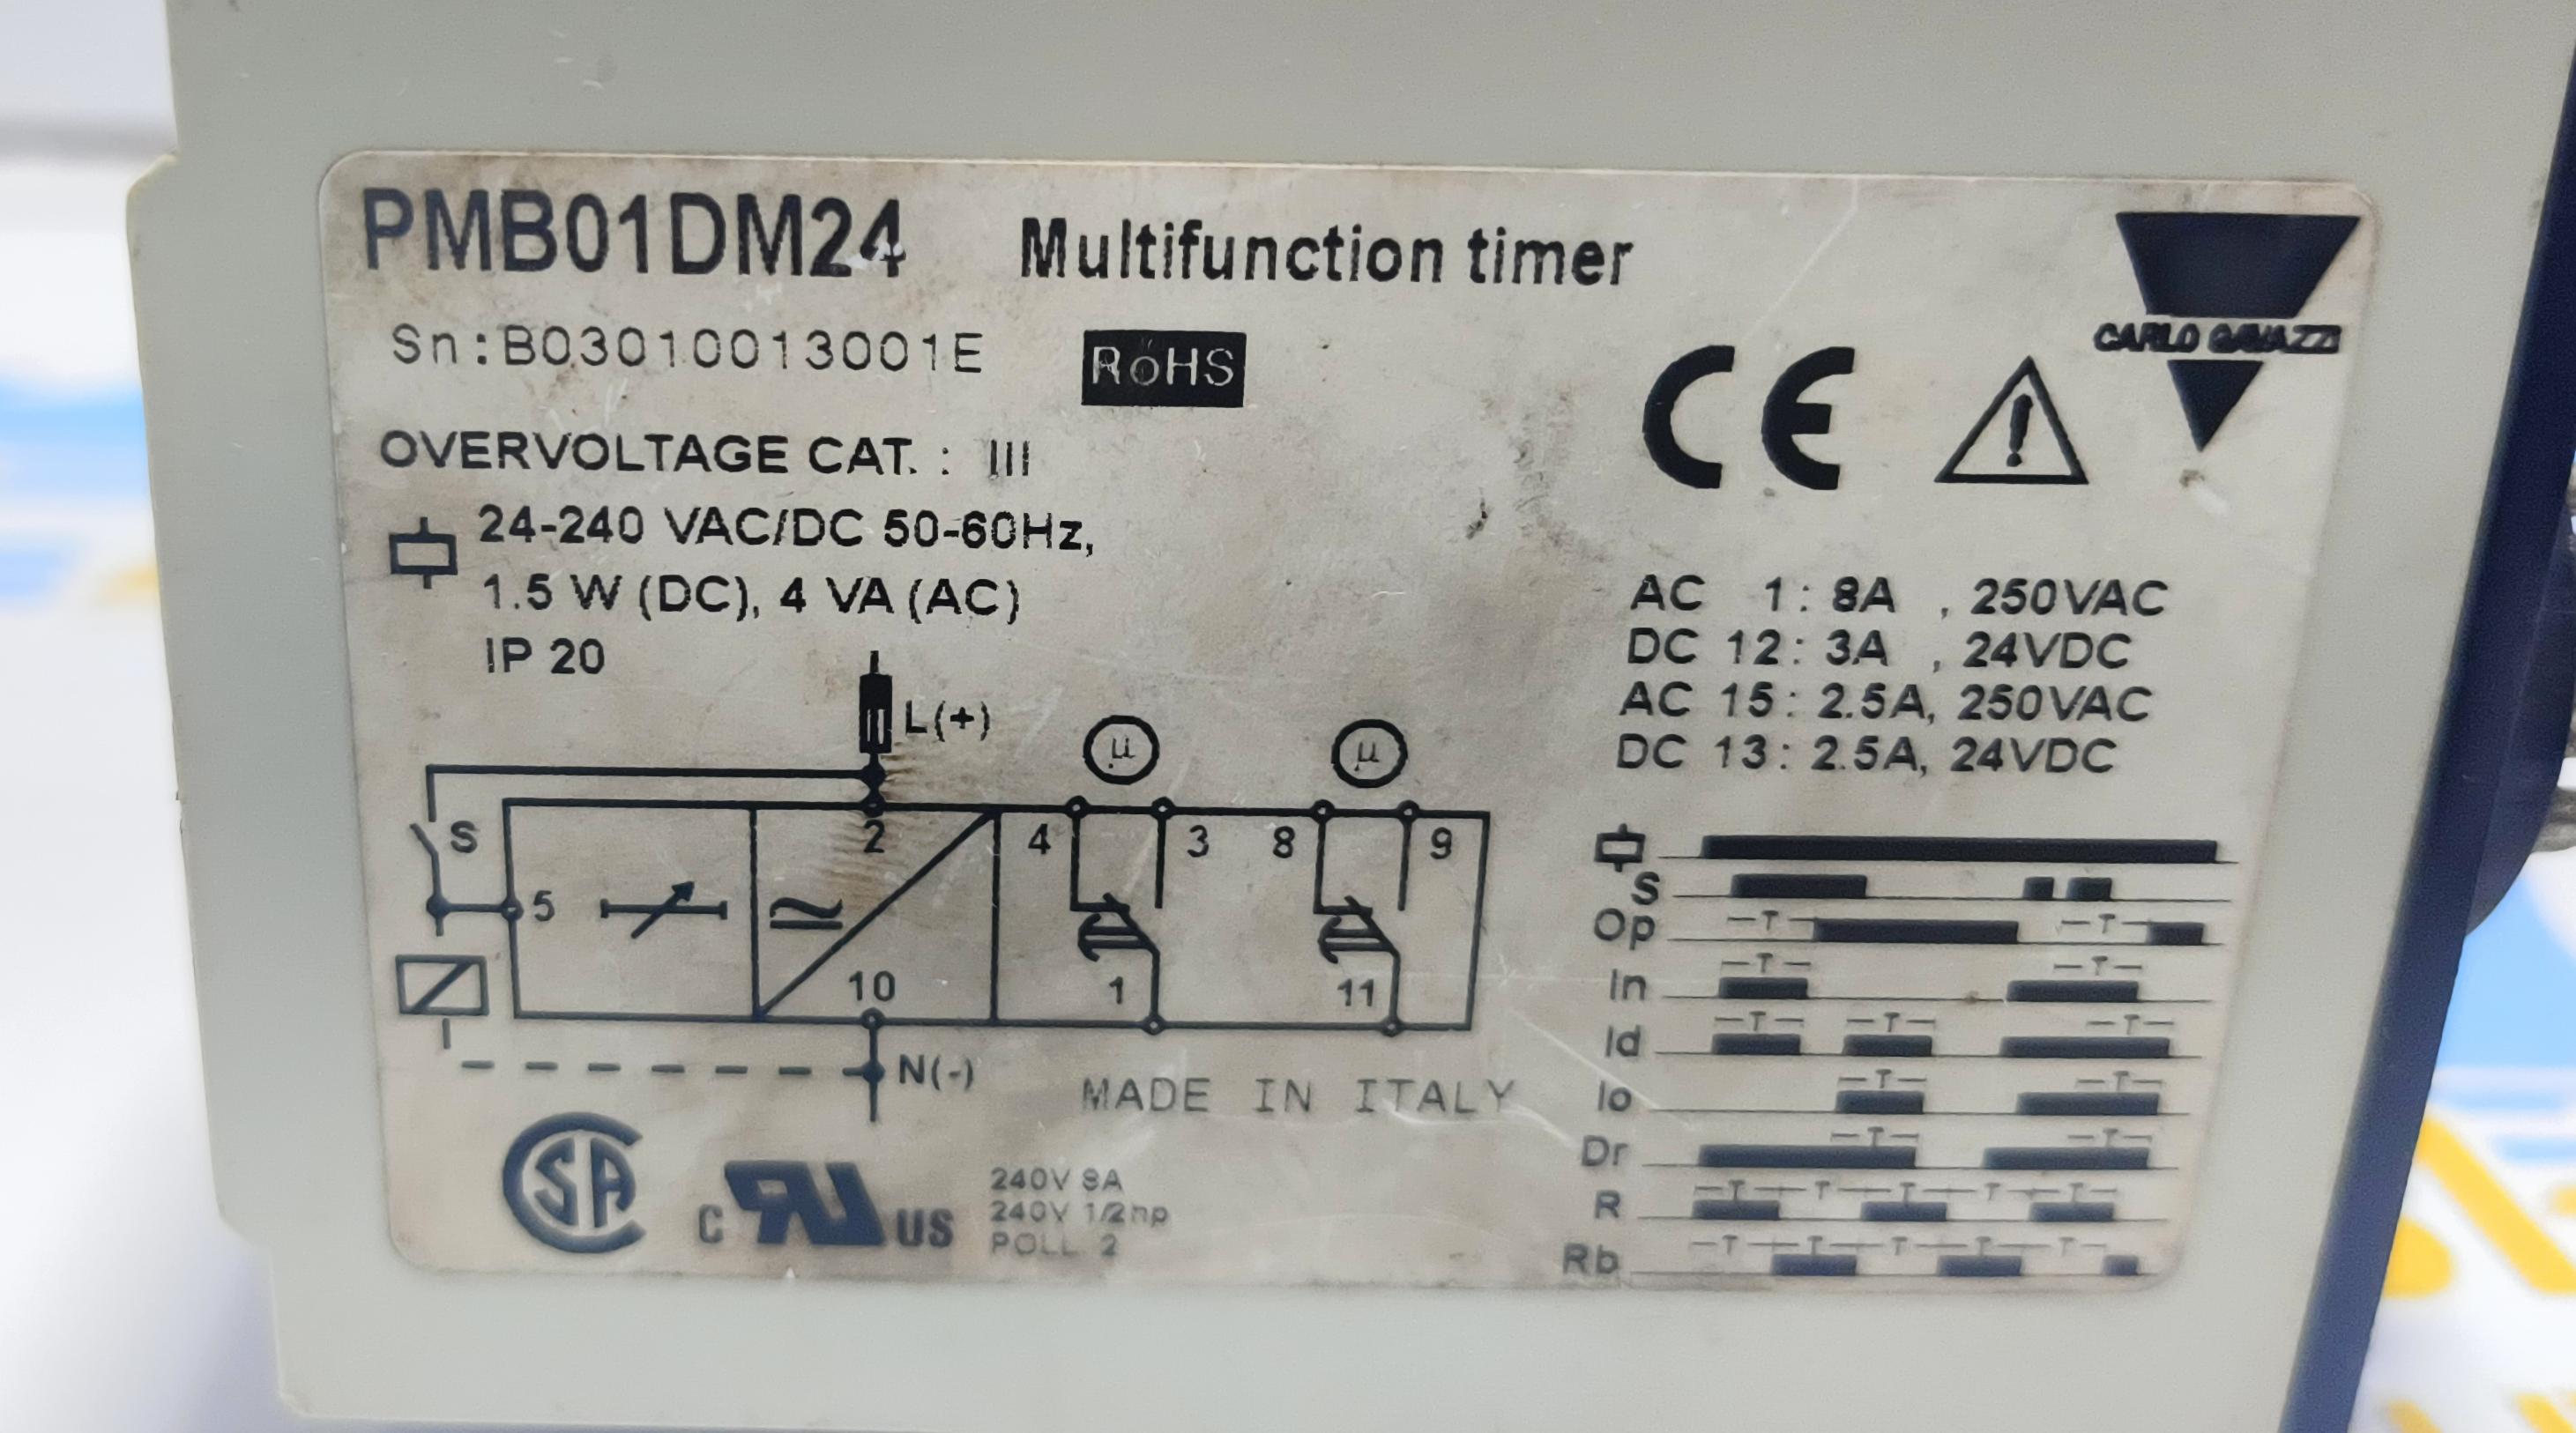 PMB01DM24 Multifunction timer
CARLO GAVAZZI
Sn:B03010013001E RoHS
CE
OVERVOLTAGE CAT. : III
24-240 VAC/DC 50-60Hz,
1.5 W (DC), 4 VA (AC)
IP 20
AC 1: 8A , 250VAC
DC 12: 3A , 24VDC
AC 15: 2.5A, 250VAC
DC 13: 2.5A, 24VDC
L(+)
μ μ
S
2 4 3 8 9
5
10 1 11
N(-)
MADE IN ITALY
S
Op T T
In T T
Id T T T
Io T T
Dr T T
R T T T T T
Rb T T T T T
SA
C RU US
240V 8A
240V 1/2hp
POLL. 2